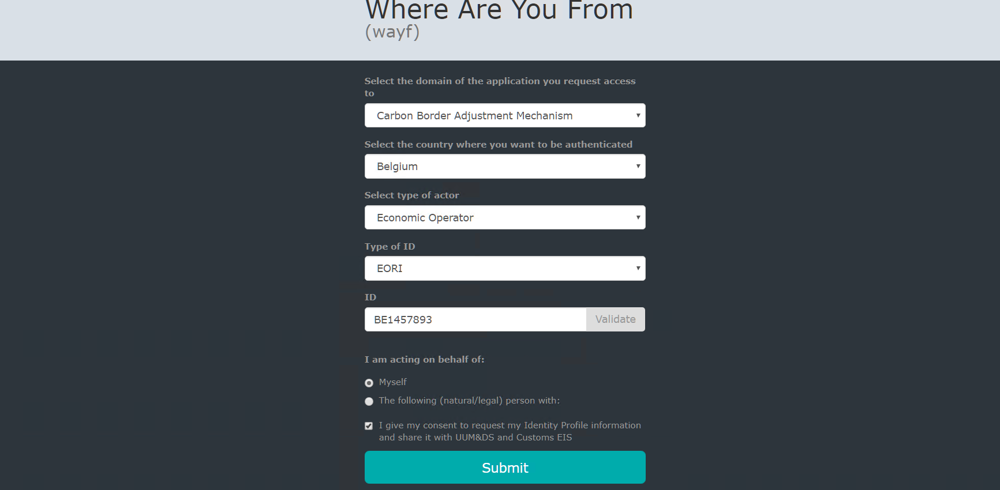 Where Are You From
(wayf)
Select the domain of the application you request access
to
Carbon Border Adjustment Mechanism
Select the country where you want to be authenticated
Belgium
Select type of actor
Economic Operator
Type of ID
EORI
ID
BE1457893 Validate
I am acting on behalf of:
Myself
The following (natural/legal) person with:
I give my consent to request my Identity Profile information
and share it with UUM&DS and Customs EIS
Submit